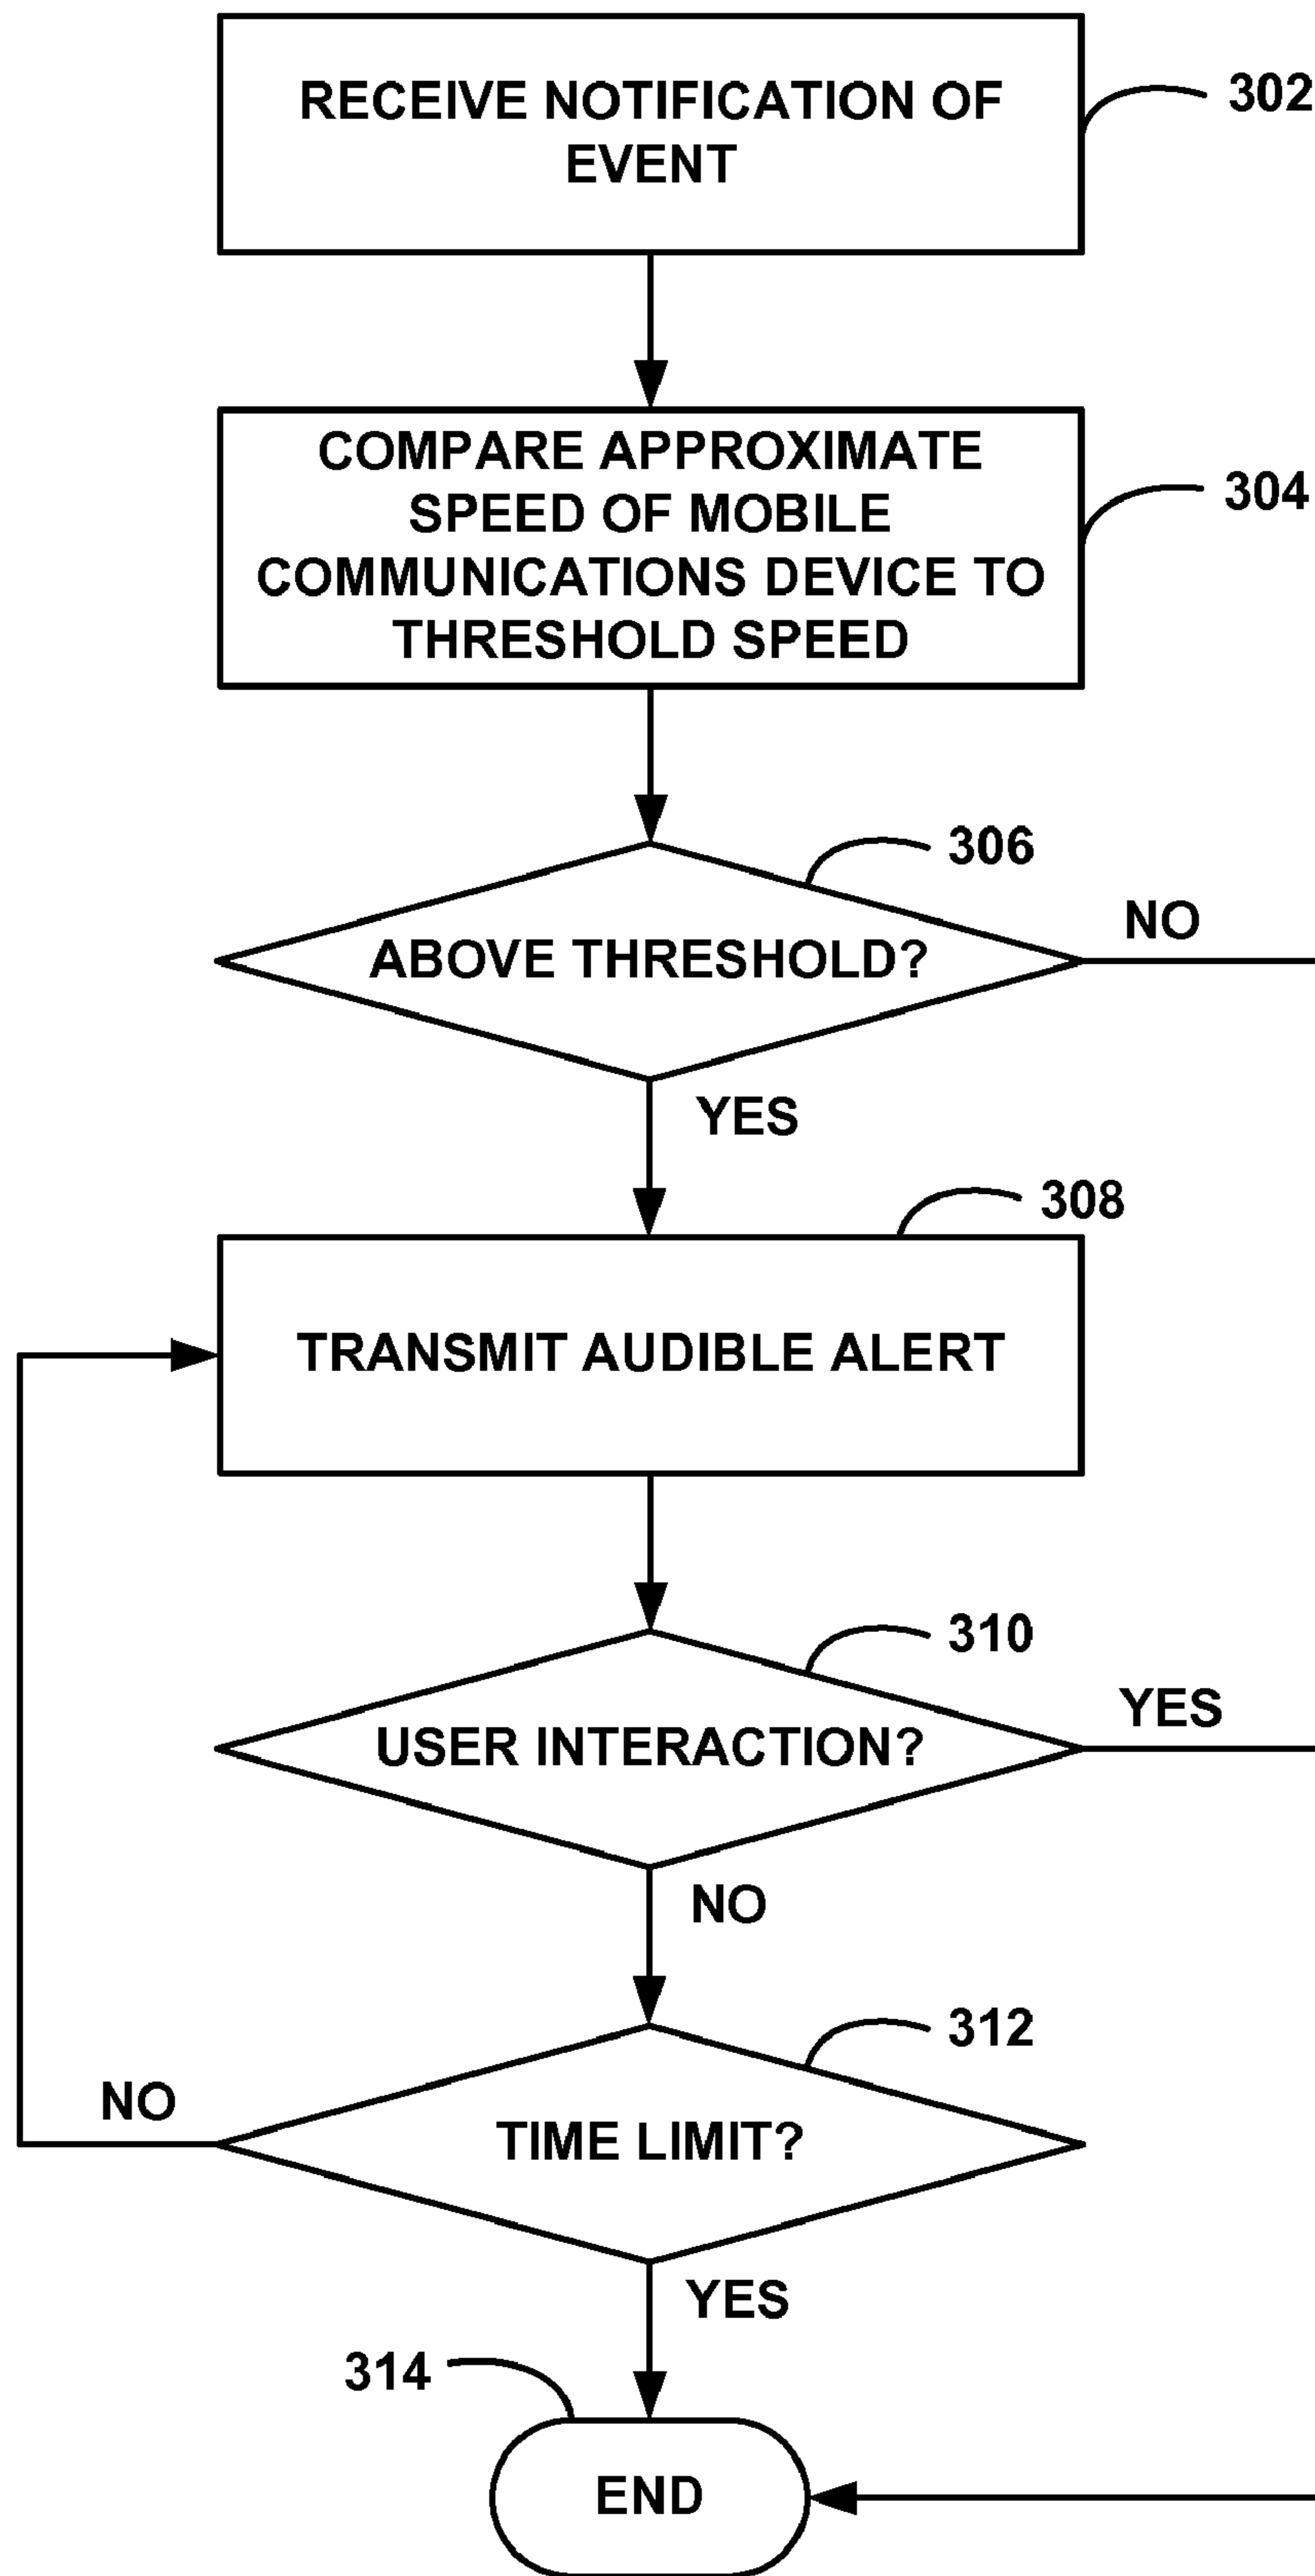 RECEIVE NOTIFICATION OF
EVENT
302
COMPARE APPROXIMATE
SPEED OF MOBILE
COMMUNICATIONS DEVICE TO
THRESHOLD SPEED
304
306
ABOVE THRESHOLD?
NO
YES
308
TRANSMIT AUDIBLE ALERT
310
USER INTERACTION?
YES
NO
312
TIME LIMIT?
NO
YES
314
END